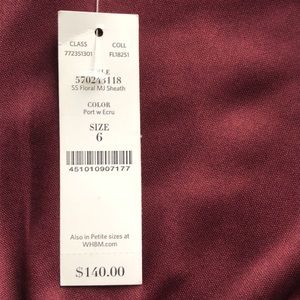 CLASS COLL
772351301 FL18251
570243118
SS Floral MJ Sheath
COLOR
Port w Ecru
SIZE
6
451010907177
Also in Petite sizes at
WHBM.com
$140.00